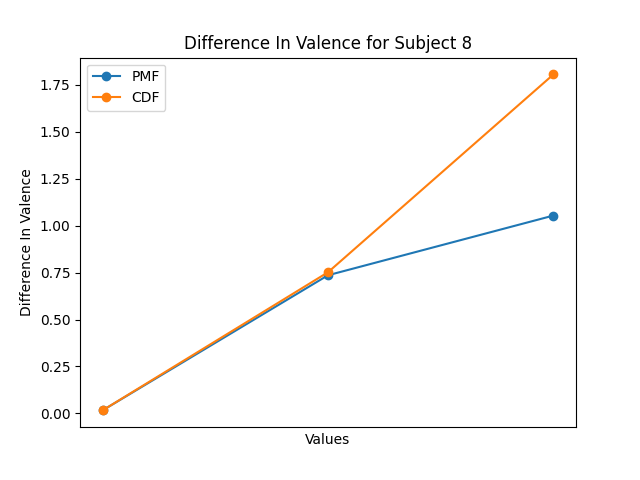 Difference In Valence for Subject 8
PMF
CDF
1.75
1.50
1.25
1.00
0.75
0.50
0.25
0.00
Difference In Valence
Values